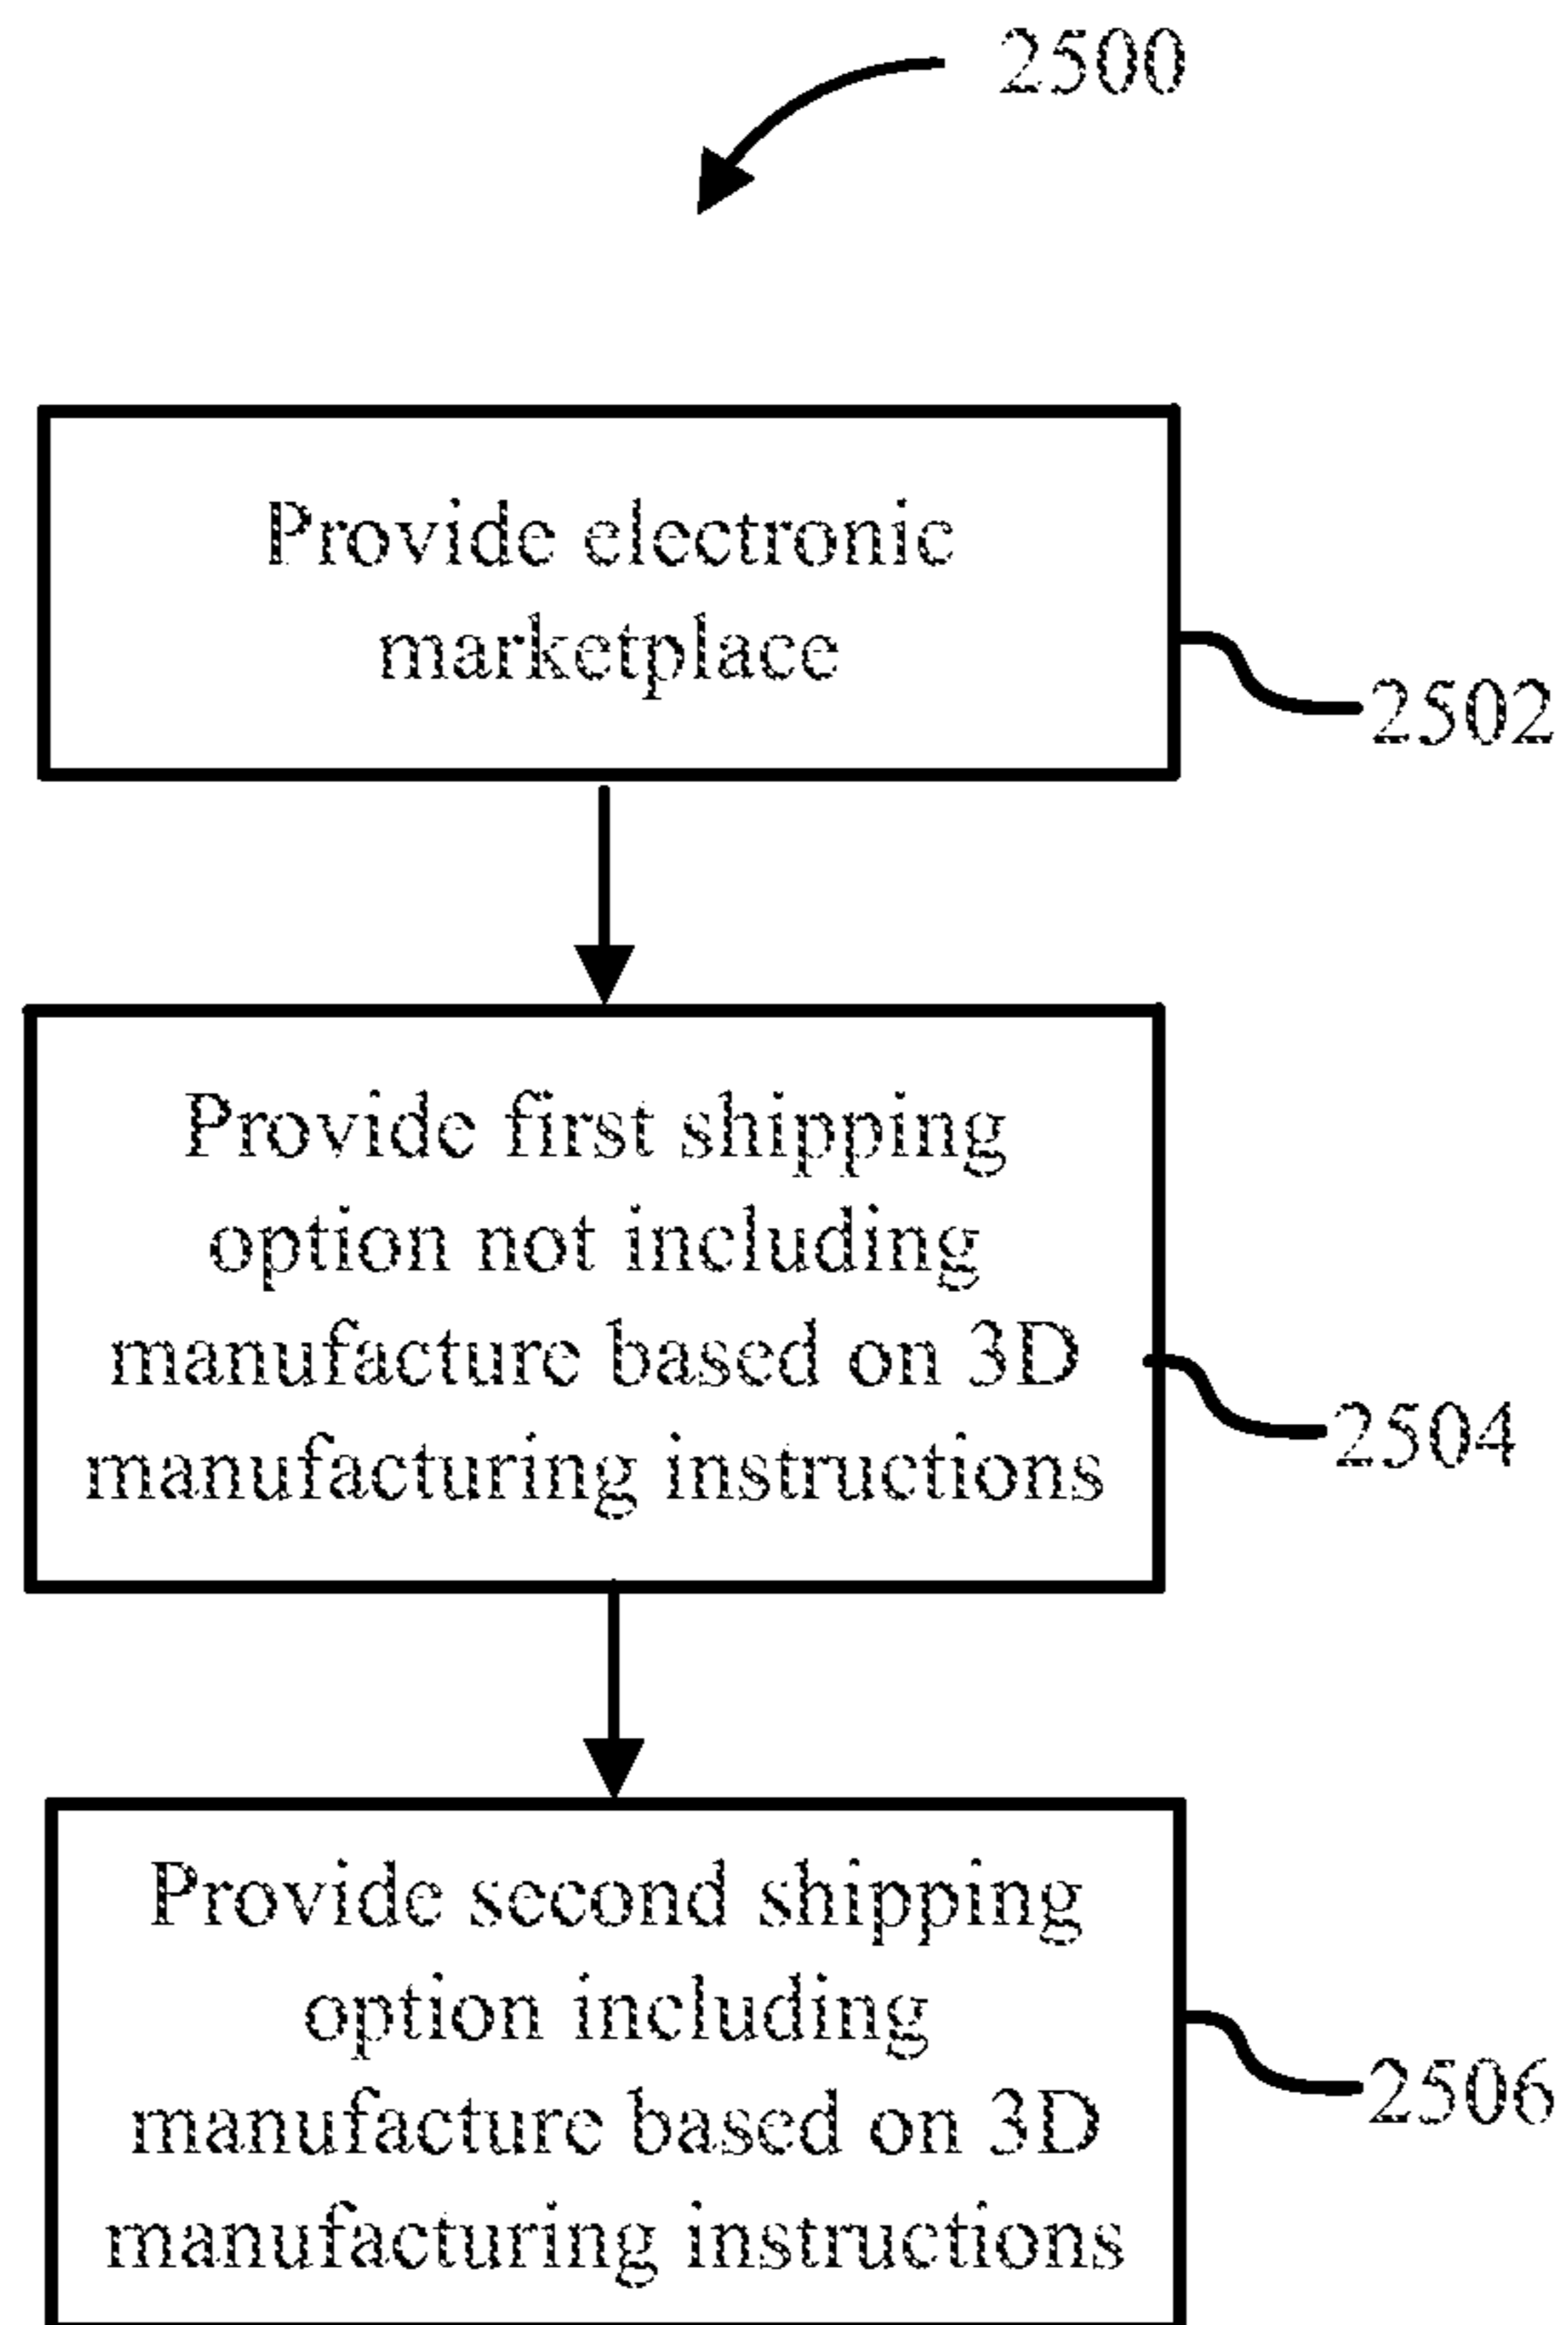 2500
Provide electronic
marketplace
2502
Provide first shipping
option not including
manufacture based on 3D
manufacturing instructions
2504
Provide second shipping
option including
manufacture based on 3D
manufacturing instructions
2506